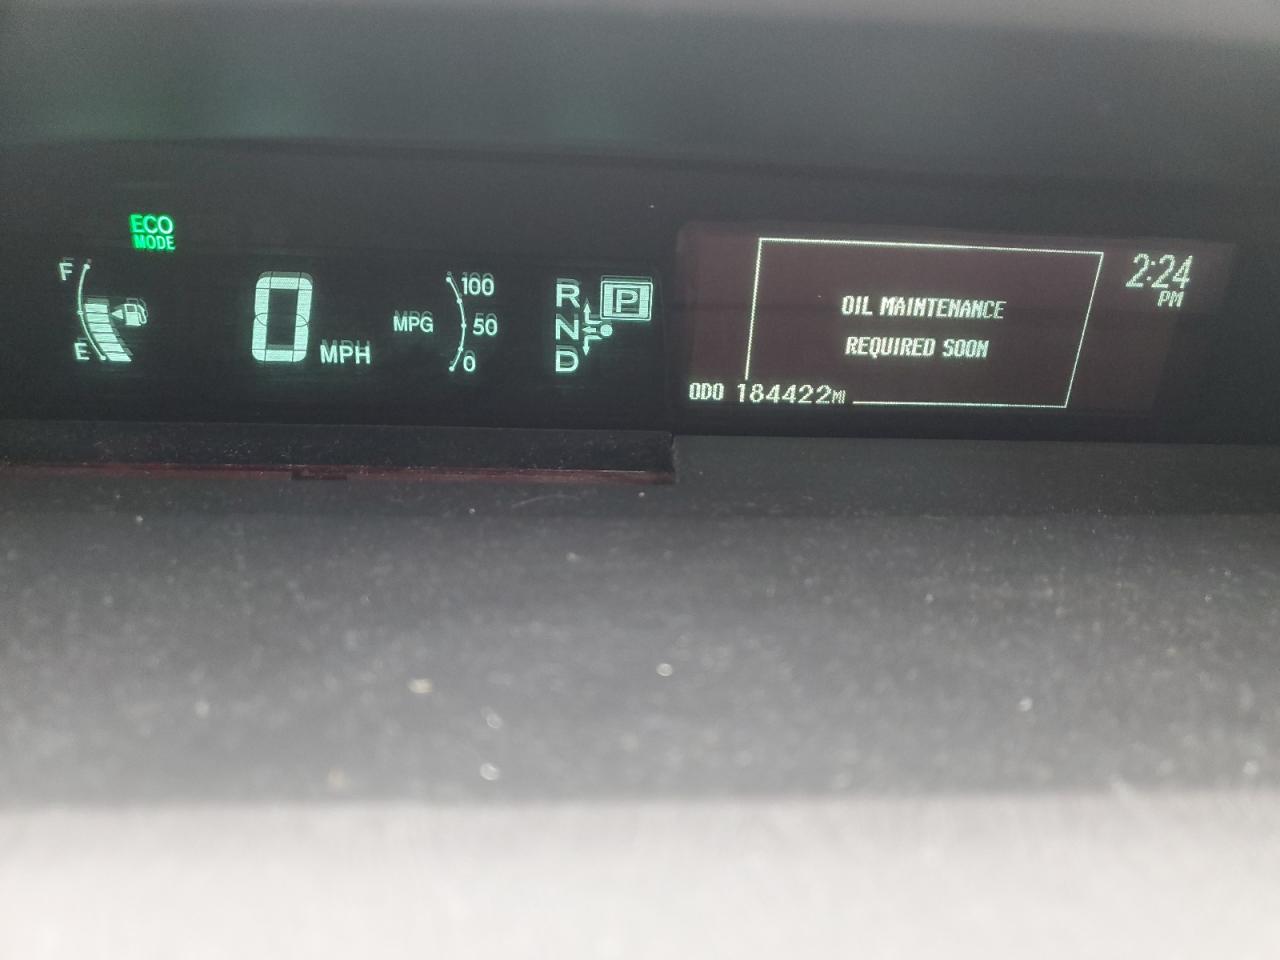 ECO
MODE
F
E
0
MPH
MPG
100
50
0
R
N
D
P
OIL MAINTENANCE
REQUIRED SOON
ODO 184422MI
2:24
PM